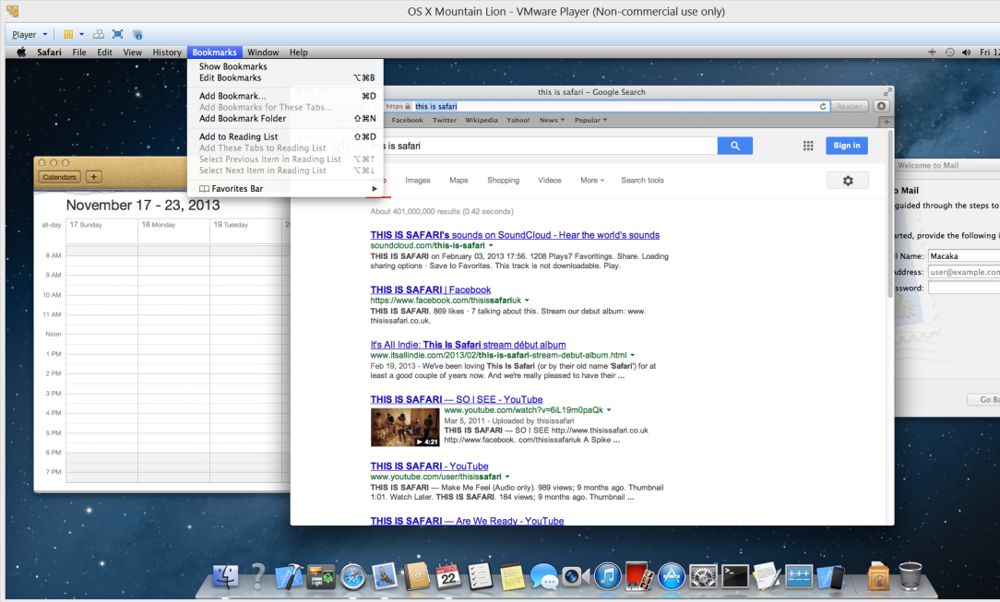 OS X Mountain Lion - VMware Player (Non-commercial use only)
Player
Safari File Edit View History Bookmarks Window Help
Fri 12
Show Bookmarks
Edit Bookmarks ⌥⌘B
Add Bookmark... ⌘D
Add Bookmarks for These Tabs...
Add Bookmark Folder ⇧⌘N
Add to Reading List ⇧⌘D
Add These Tabs to Reading List
Select Previous Item in Reading List ⌥⌘↑
Select Next Item in Reading List ⌥⌘↓
Favorites Bar
this is safari – Google Search
https this is safari
Reader
Facebook Twitter Wikipedia Yahoo! News Popular
is safari
Sign in
Images Maps Shopping Videos More Search tools
About 401,000,000 results (0.42 seconds)
THIS IS SAFARI's sounds on SoundCloud - Hear the world's sounds
soundcloud.com/this-is-safari
THIS IS SAFARI on February 03, 2013 17:56. 1208 Plays7 Favoritings. Share. Loading
sharing options · Save to Favorites. This track is not downloadable. Play.
THIS IS SAFARI | Facebook
https://www.facebook.com/thisissafariuk
THIS IS SAFARI. 869 likes · 7 talking about this. Stream our debut album: www.
thisissafari.co.uk.
It's All Indie: This Is Safari stream début album
www.itsallindie.com/2013/02/this-is-safari-stream-debut-album.html
Feb 19, 2013 - We've been loving This Is Safari (or by their old name 'Safari') for at
least a good couple of years now. And we're really pleased to have their ...
THIS IS SAFARI — SO I SEE - YouTube
www.youtube.com/watch?v=6iL19m0paQk
Mar 5, 2011 - Uploaded by thisissafari
THIS IS SAFARI — SO I SEE http://www.thisissafari.co.uk
http://www.facebook. com/thisissafariuk A Spike ...
4:21
THIS IS SAFARI - YouTube
www.youtube.com/user/thisissafari
THIS IS SAFARI — Make Me Feel (Audio only). 989 views; 9 months ago. Thumbnail
1:01. Watch Later. THIS IS SAFARI. 184 views; 9 months ago. Thumbnail ...
THIS IS SAFARI — Are We Ready - YouTube
Calendars +
November 17 - 23, 2013
all-day 17 Sunday 18 Monday 19 Tuesday 2
8 AM
9 AM
10 AM
11 AM
Noon
1 PM
2 PM
3 PM
4 PM
5 PM
6 PM
7 PM
Welcome to Mail
o Mail
guided through the steps to
arted, provide the following i
l Name: Macaka
Address: user@example.com
ssword:
Go Ba
22